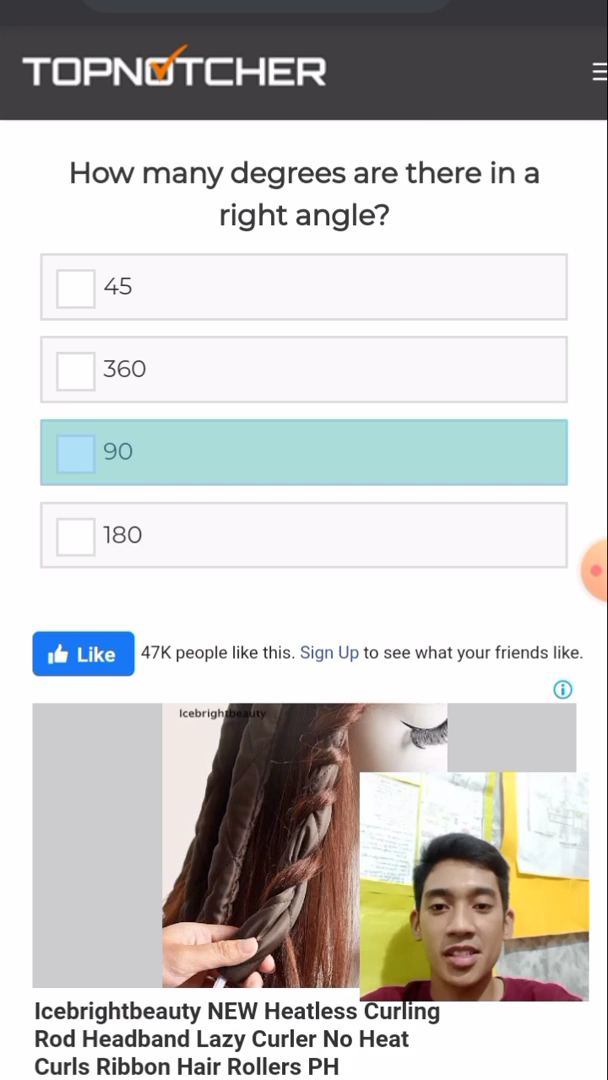 TOPNOTCHER
How many degrees are there in a
right angle?
45
360
90
180
Like
47K people like this. Sign Up to see what your friends like.
Icebrightbeauty
Icebrightbeauty NEW Heatless Curling
Rod Headband Lazy Curler No Heat
Curls Ribbon Hair Rollers PH